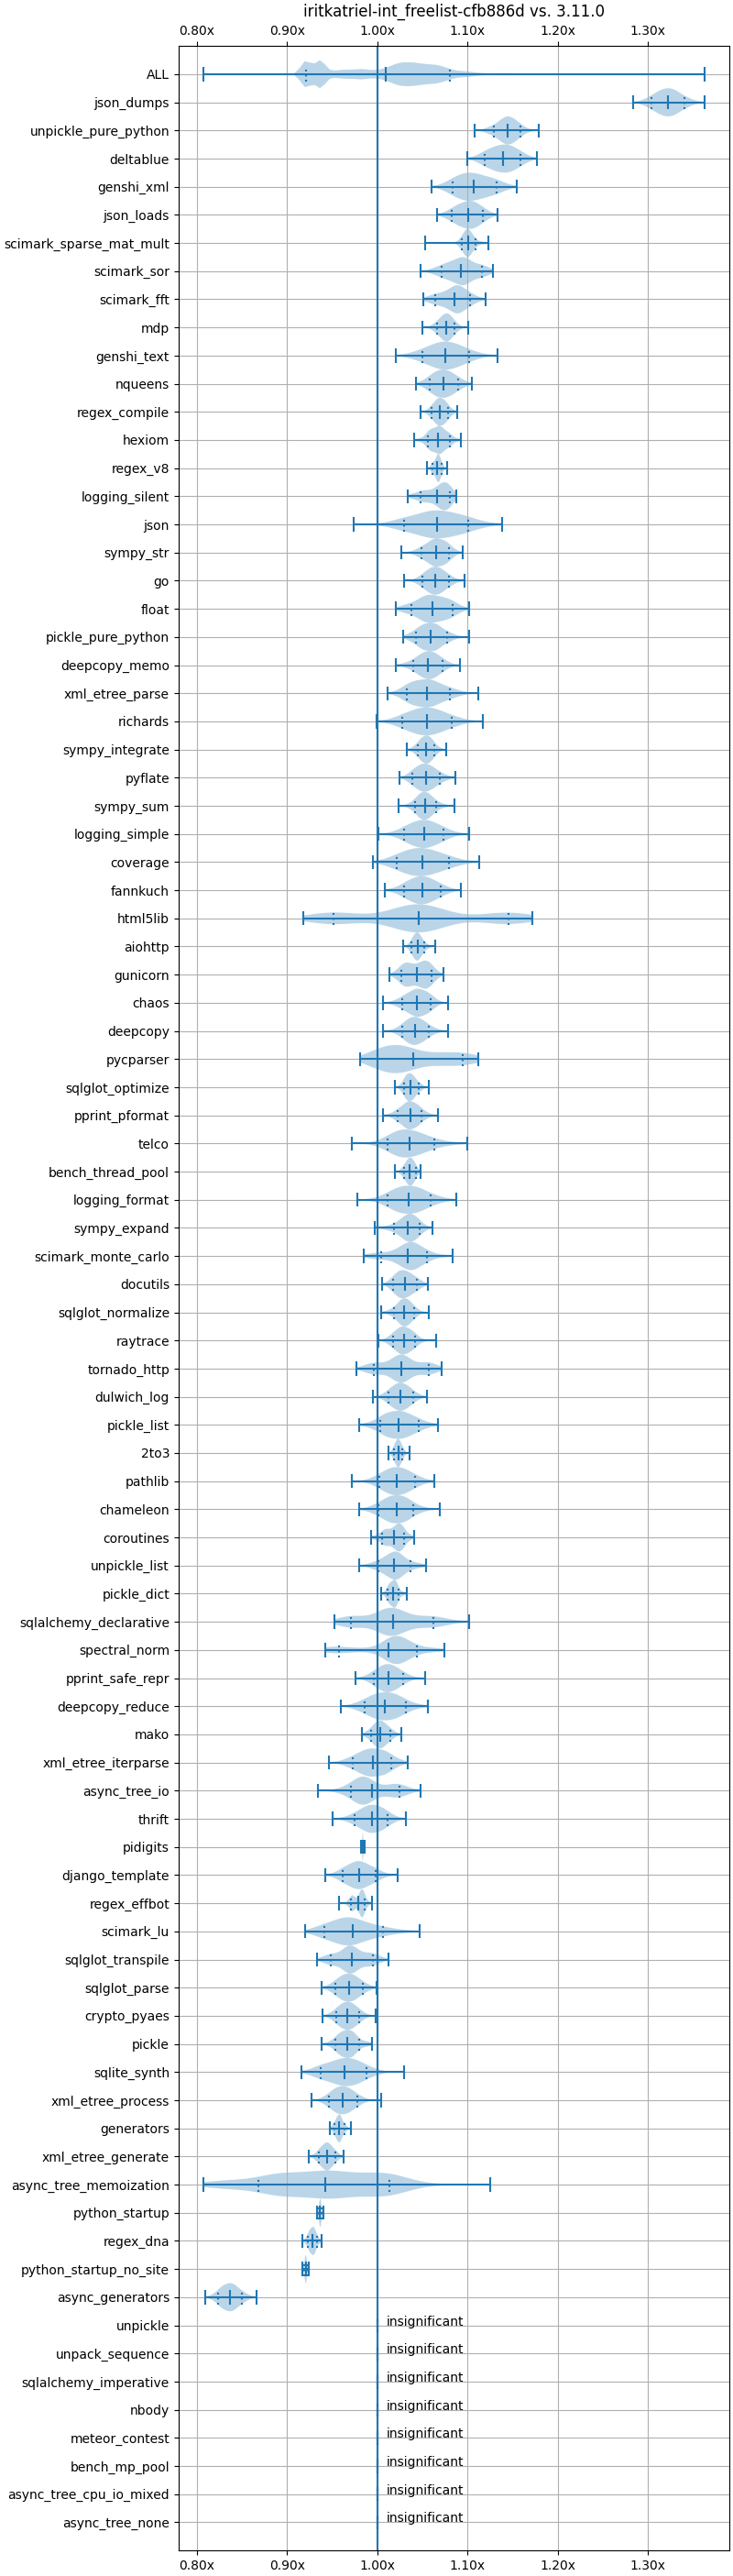 iritkatriel-int_freelist-cfb886d vs. 3.11.0
0.80x 0.90x 1.00x 1.10x 1.20x 1.30x
ALL
json_dumps
unpickle_pure_python
deltablue
genshi_xml
json_loads
scimark_sparse_mat_mult
scimark_sor
scimark_fft
mdp
genshi_text
nqueens
regex_compile
hexiom
regex_v8
logging_silent
json
sympy_str
go
float
pickle_pure_python
deepcopy_memo
xml_etree_parse
richards
sympy_integrate
pyflate
sympy_sum
logging_simple
coverage
fannkuch
html5lib
aiohttp
gunicorn
chaos
deepcopy
pycparser
sqlglot_optimize
pprint_pformat
telco
bench_thread_pool
logging_format
sympy_expand
scimark_monte_carlo
docutils
sqlglot_normalize
raytrace
tornado_http
dulwich_log
pickle_list
2to3
pathlib
chameleon
coroutines
unpickle_list
pickle_dict
sqlalchemy_declarative
spectral_norm
pprint_safe_repr
deepcopy_reduce
mako
xml_etree_iterparse
async_tree_io
thrift
pidigits
django_template
regex_effbot
scimark_lu
sqlglot_transpile
sqlglot_parse
crypto_pyaes
pickle
sqlite_synth
xml_etree_process
generators
xml_etree_generate
async_tree_memoization
python_startup
regex_dna
python_startup_no_site
async_generators
unpickle insignificant
unpack_sequence insignificant
sqlalchemy_imperative insignificant
nbody insignificant
meteor_contest insignificant
bench_mp_pool insignificant
async_tree_cpu_io_mixed insignificant
async_tree_none insignificant
0.80x 0.90x 1.00x 1.10x 1.20x 1.30x